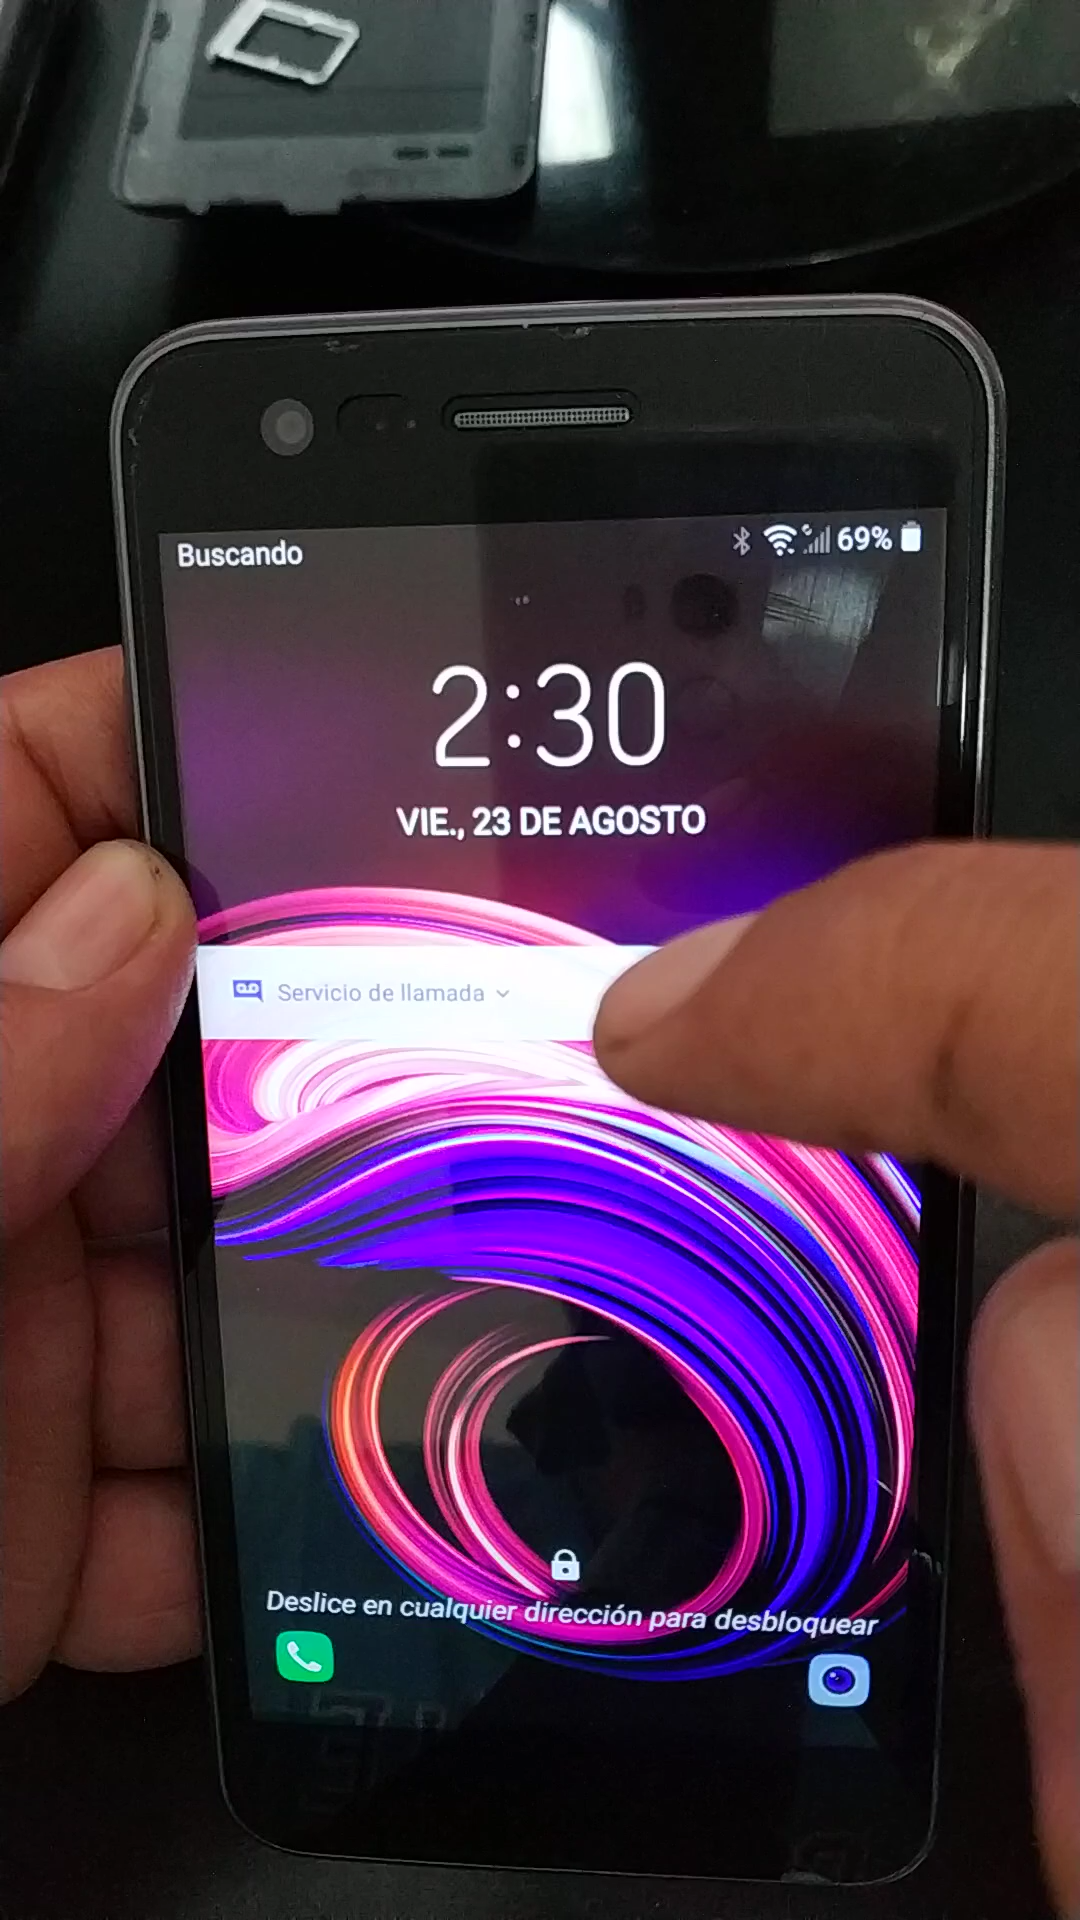 Buscando
69%
2:30
VIE., 23 DE AGOSTO
Servicio de llamada
Deslice en cualquier dirección para desbloquear